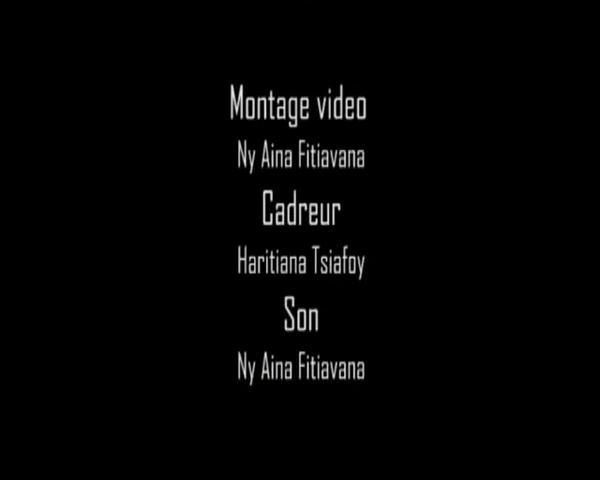 Montage video
Ny Aina Fitiavana
Cadreur
Haritiana Tsiafoy
Son
Ny Aina Fitiavana